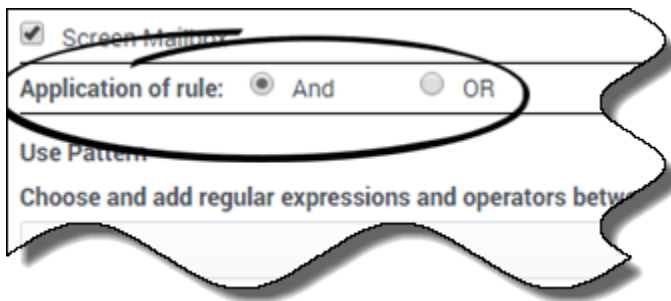 Screen Mailbox
Application of rule: And OR
Use Pattern
Choose and add regular expressions and operators betw